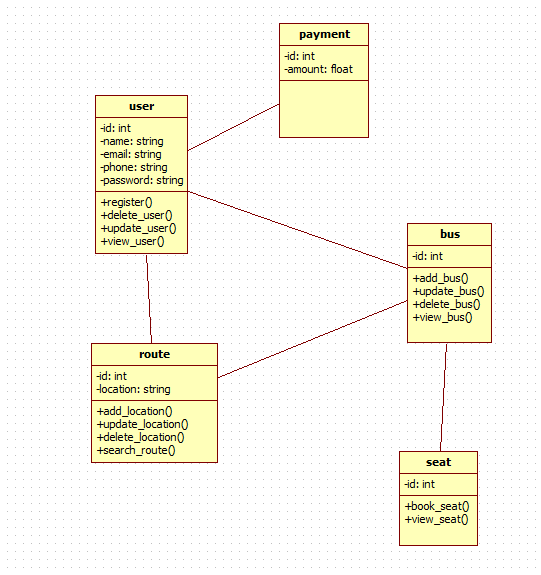 payment
-id: int
-amount: float
user
-id: int
-name: string
-email: string
-phone: string
-password: string
+register()
+delete_user()
+update_user()
+view_user()
bus
-id: int
+add_bus()
+update_bus()
+delete_bus()
+view_bus()
route
-id: int
-location: string
+add_location()
+update_location()
+delete_location()
+search_route()
seat
-id: int
+book_seat()
+view_seat()